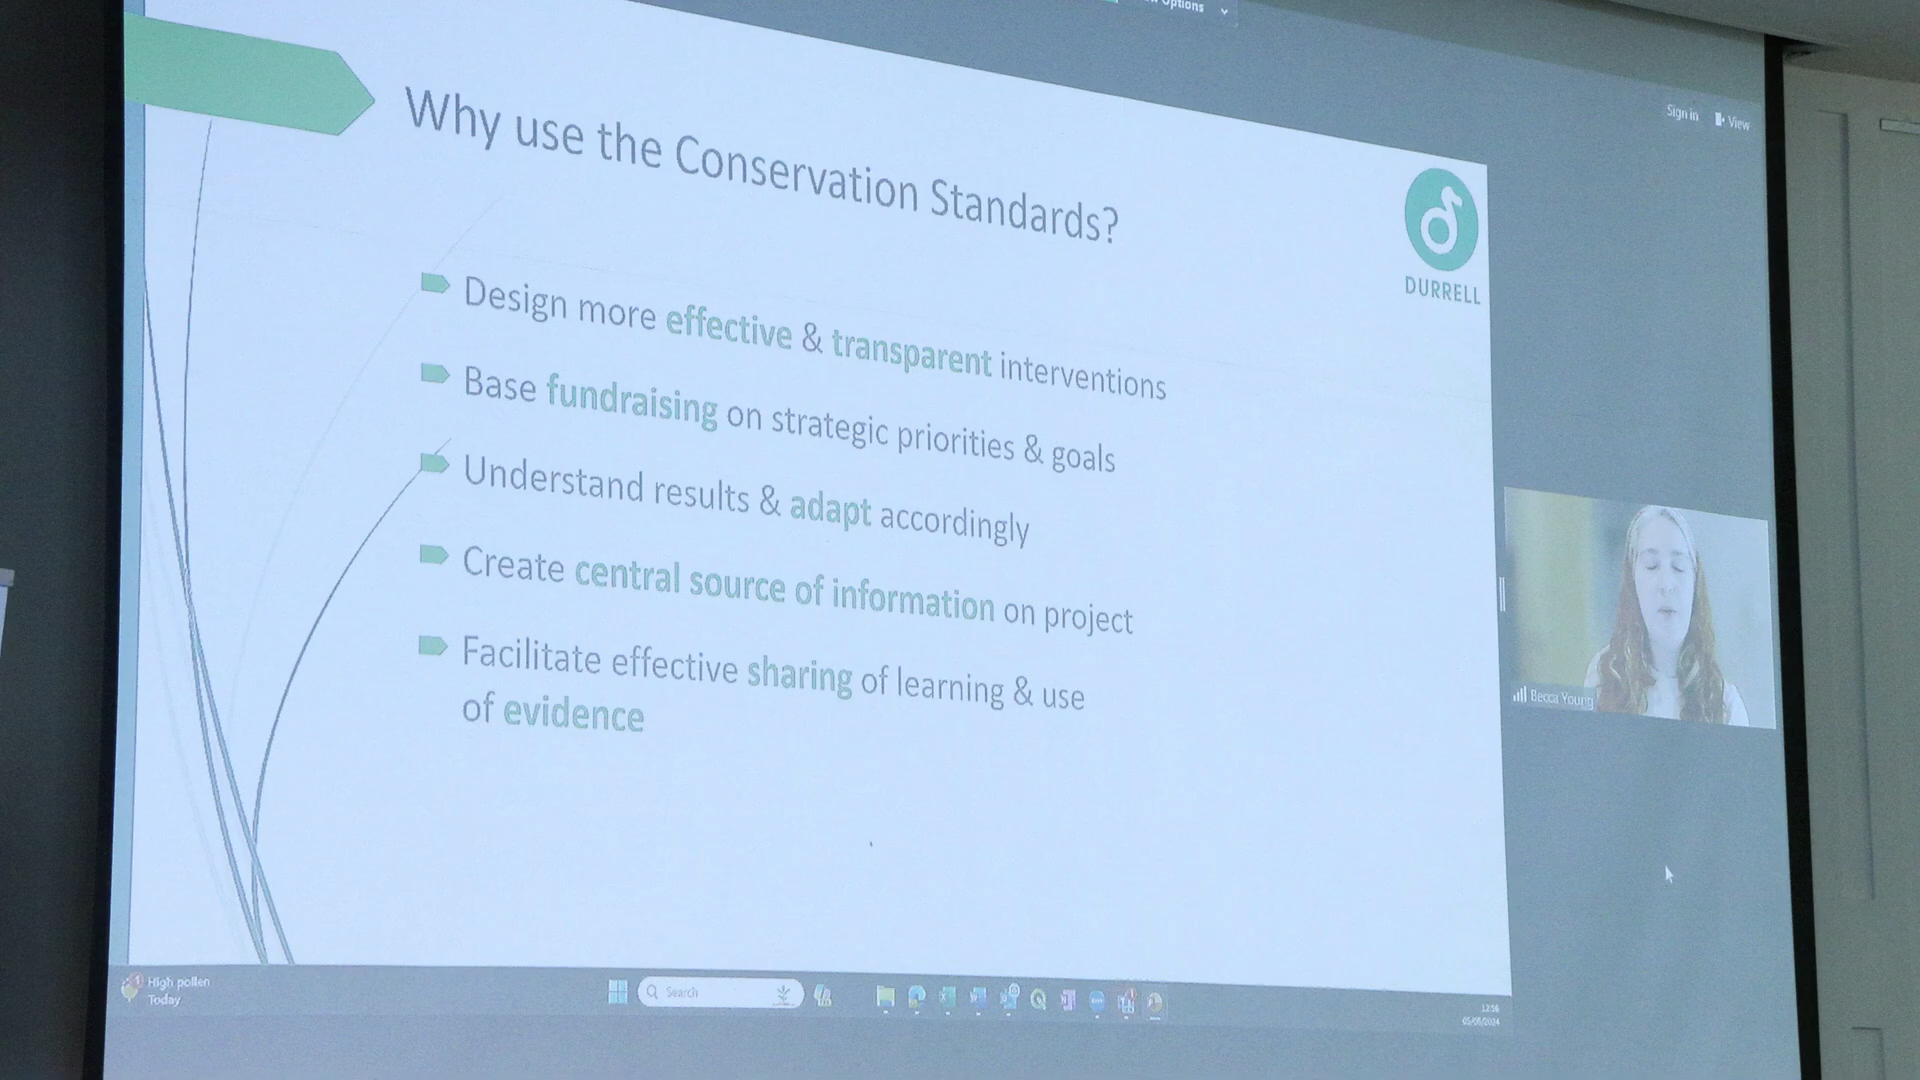 Options
Sign in View
Why use the Conservation Standards?
DURRELL
Design more effective & transparent interventions
Base fundraising on strategic priorities & goals
Understand results & adapt accordingly
Create central source of information on project
Facilitate effective sharing of learning & use
of evidence
Becca Young
High pollen
Today
Search
12:56
05/06/2024